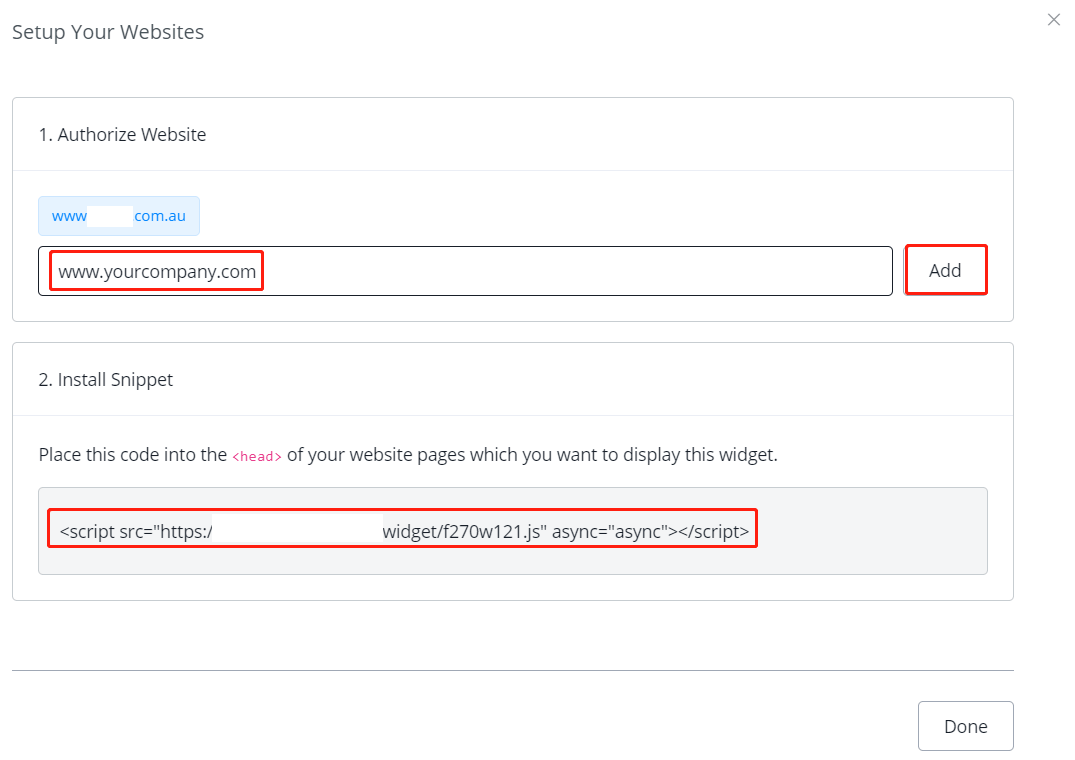 Setup Your Websites
1. Authorize Website
www com.au
www.yourcompany.com
Add
2. Install Snippet
Place this code into the <head> of your website pages which you want to display this widget.
<script src="https:/ widget/f270w121.js" async="async"></script>
Done